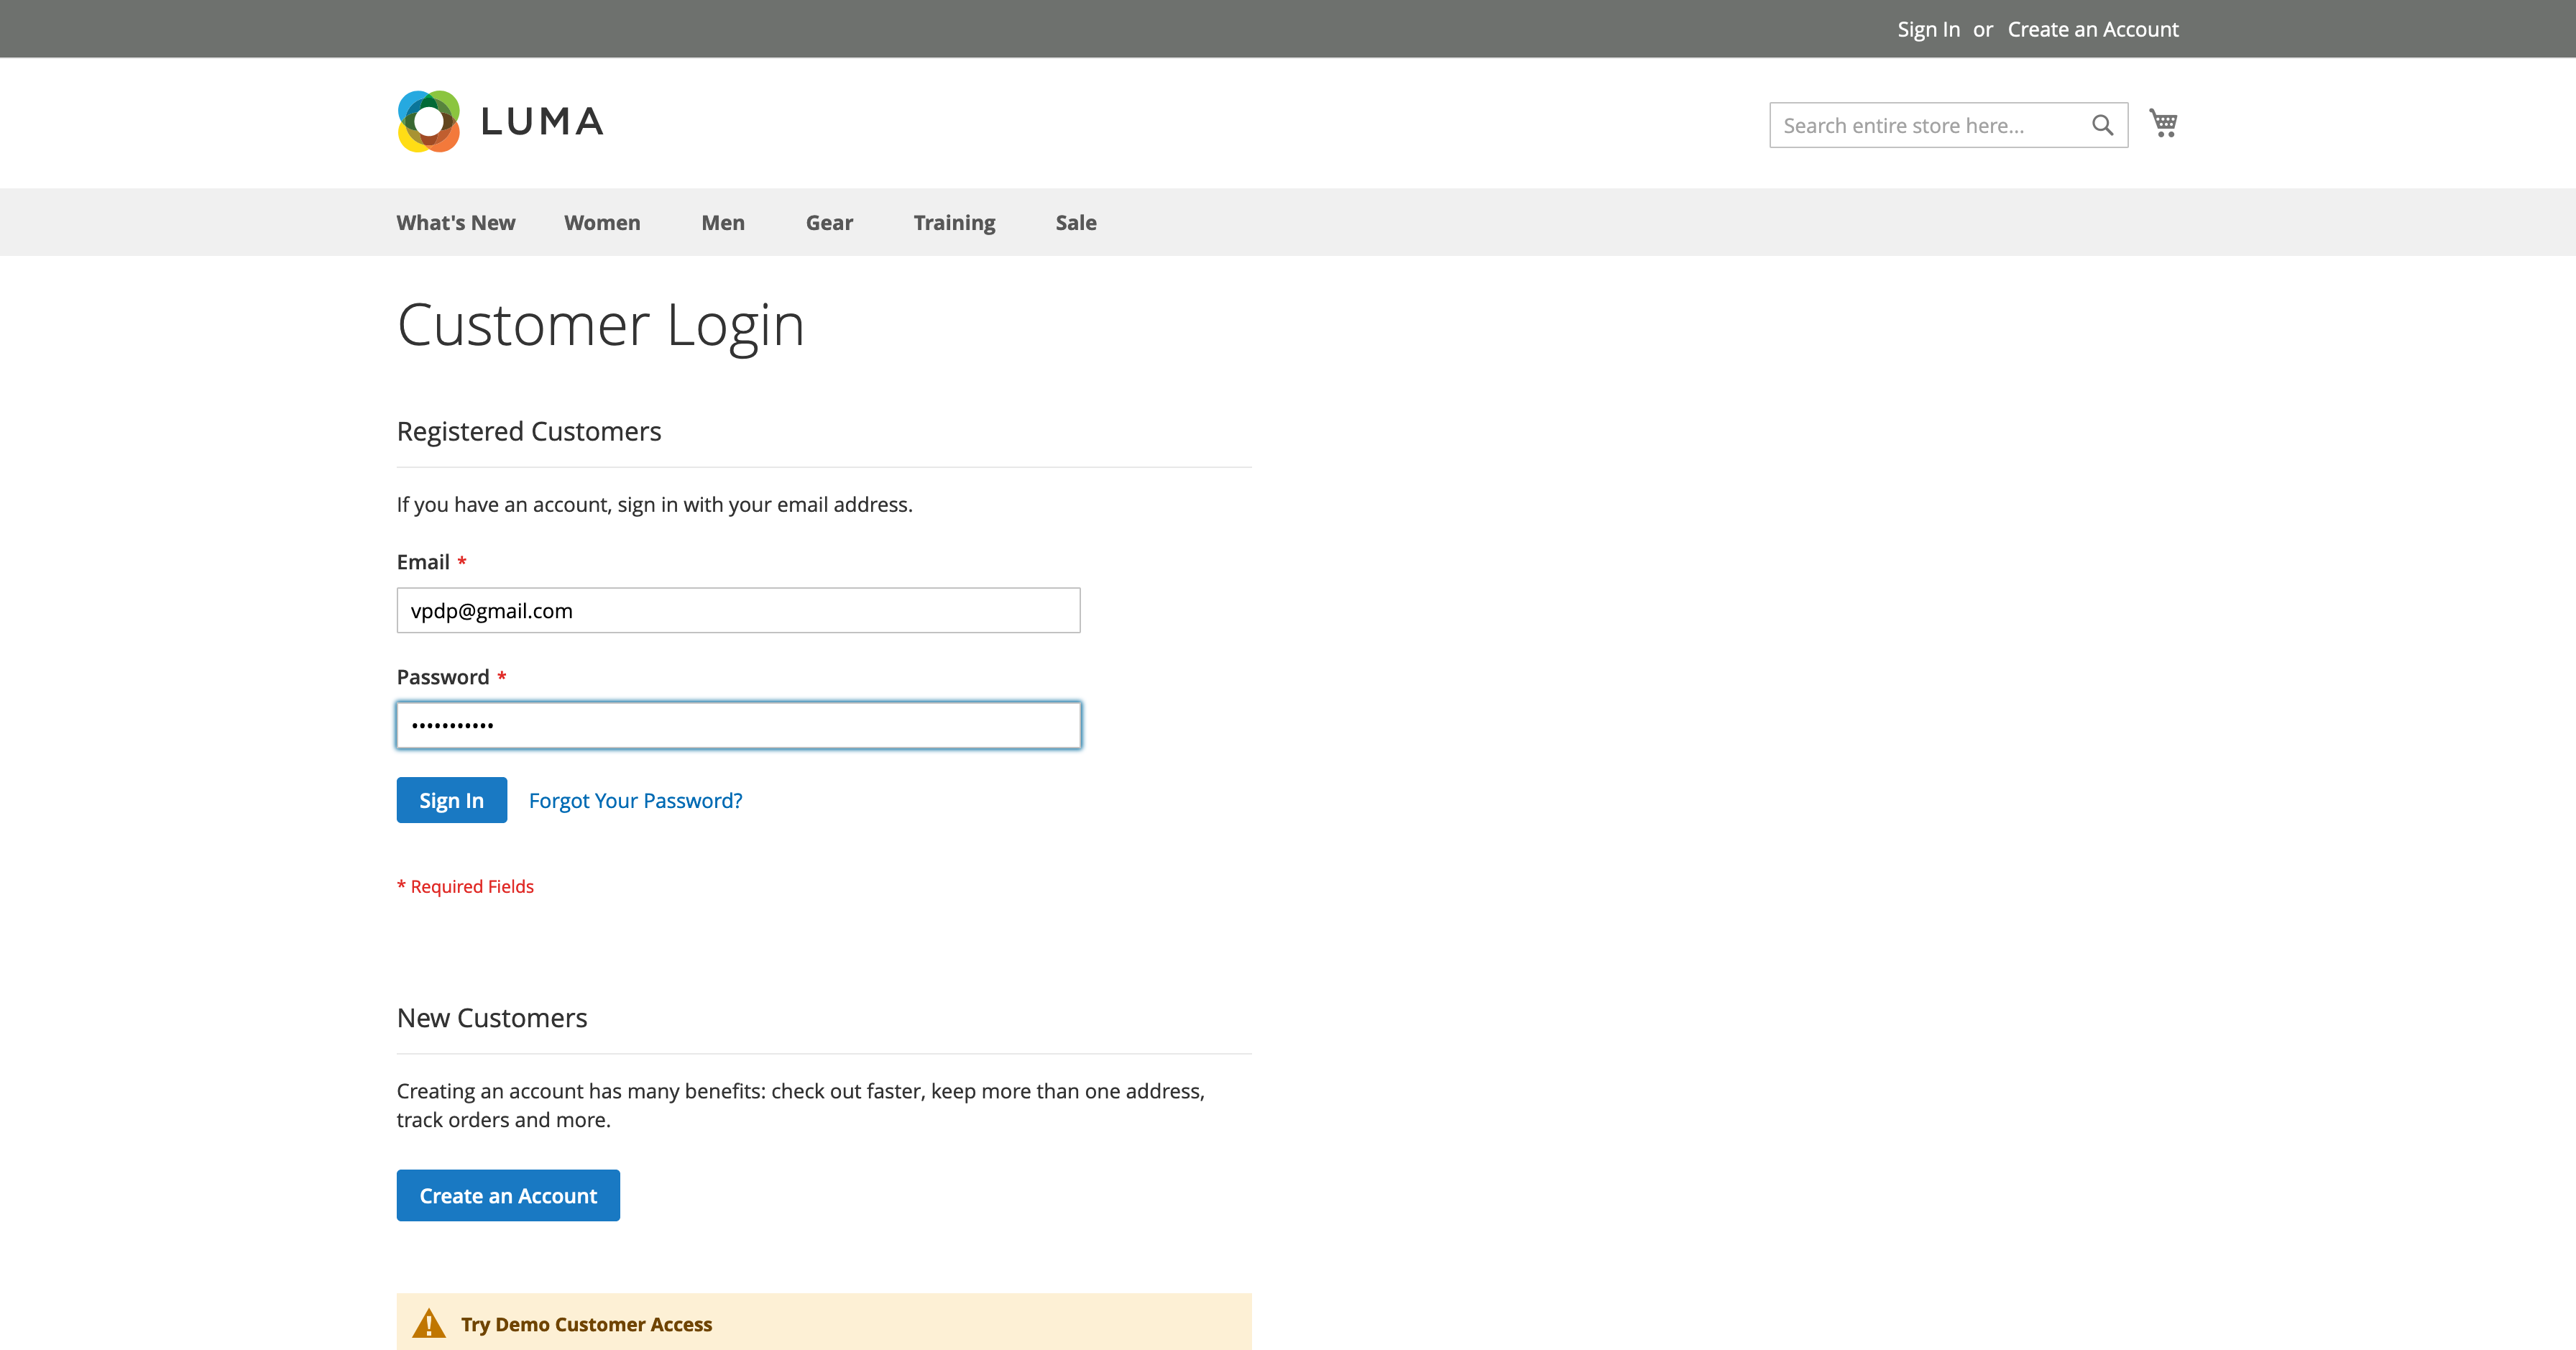 Sign In or Create an Account
LUMA
Search entire store here...
What's New Women Men Gear Training Sale
Customer Login
Registered Customers
If you have an account, sign in with your email address.
Email *
vpdp@gmail.com
Password *
•••••••••••
Sign In Forgot Your Password?
* Required Fields
New Customers
Creating an account has many benefits: check out faster, keep more than one address,
track orders and more.
Create an Account
Try Demo Customer Access